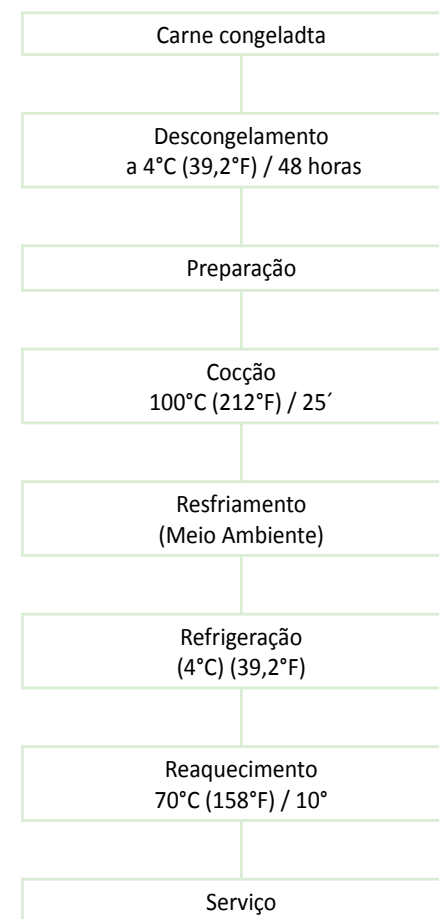 Carne congeladta
Descongelamento
a 4°C (39,2°F) / 48 horas
Preparação
Cocção
100°C (212°F) / 25´
Resfriamento
(Meio Ambiente)
Refrigeração
(4°C) (39,2°F)
Reaquecimento
70°C (158°F) / 10°
Serviço